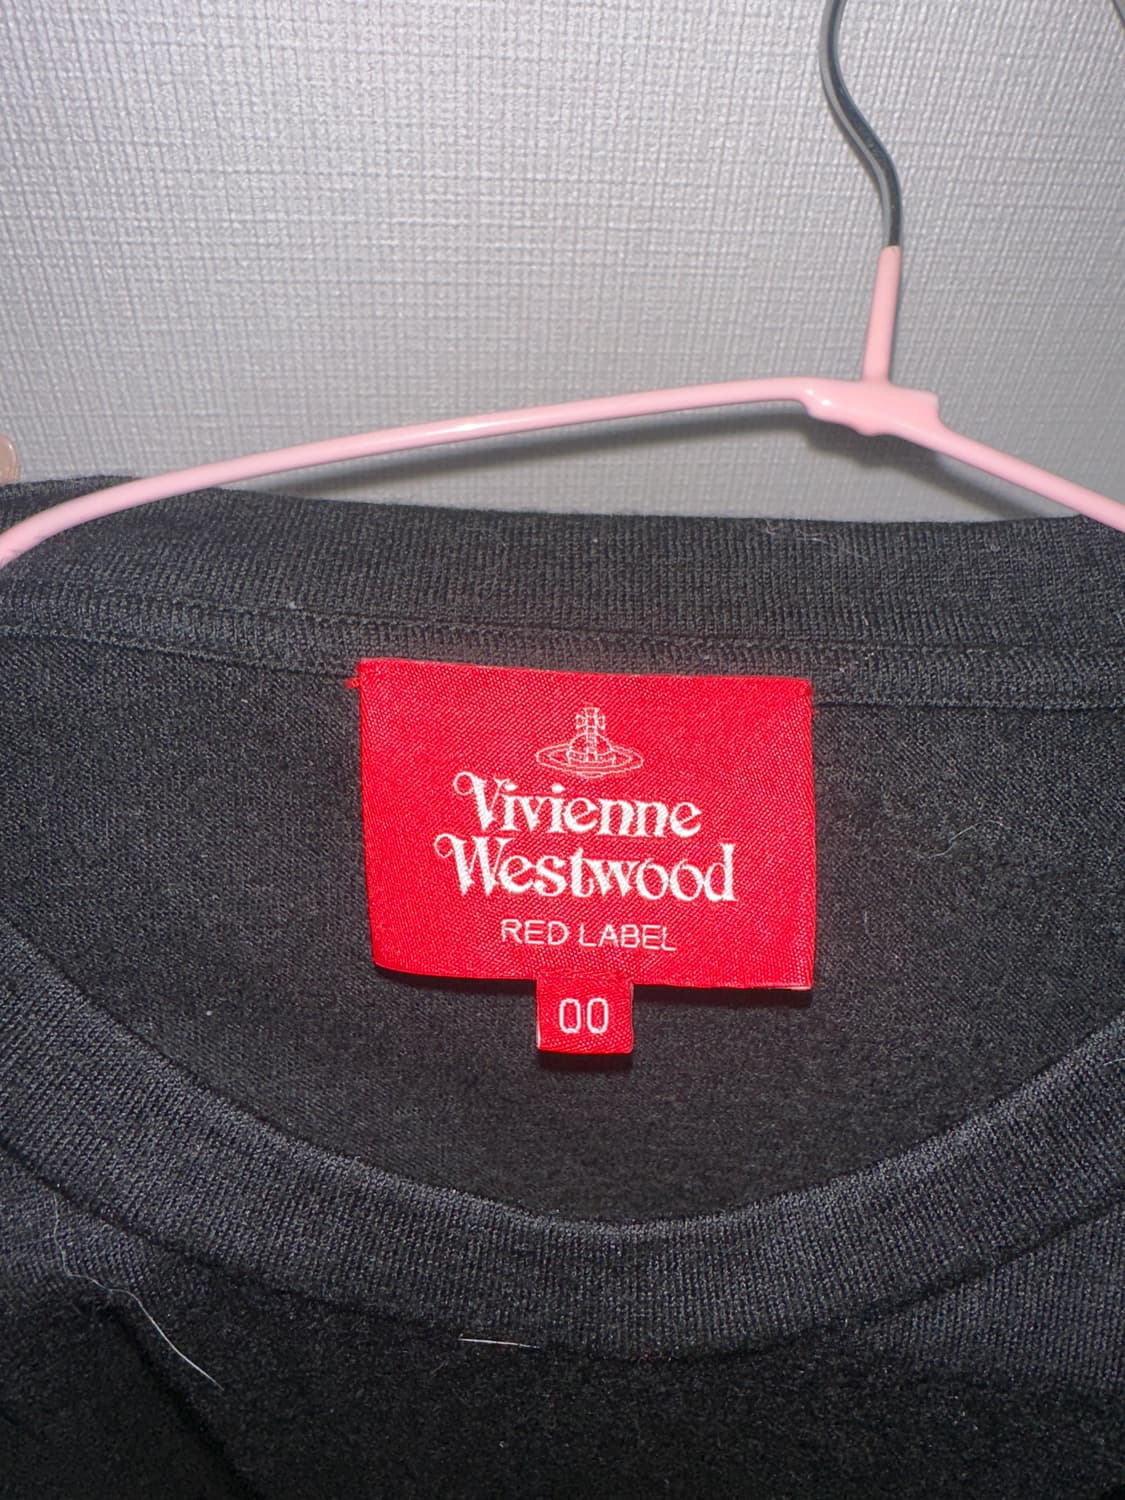 Vivienne
Westwood
RED LABEL
00